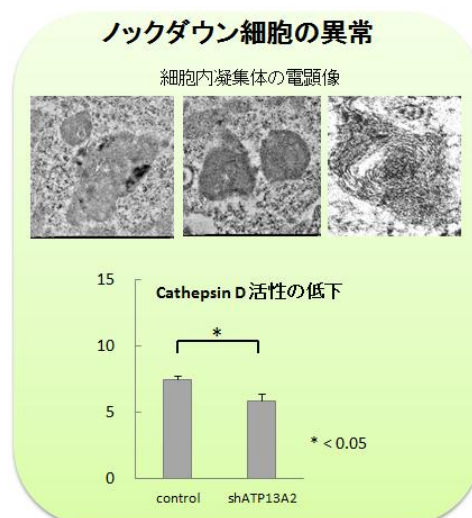 ノックダウン細胞の異常
細胞内凝集体の電顕像
15
Cathepsin D 活性の低下
*
10
5
* < 0.05
0
control
shATP13A2